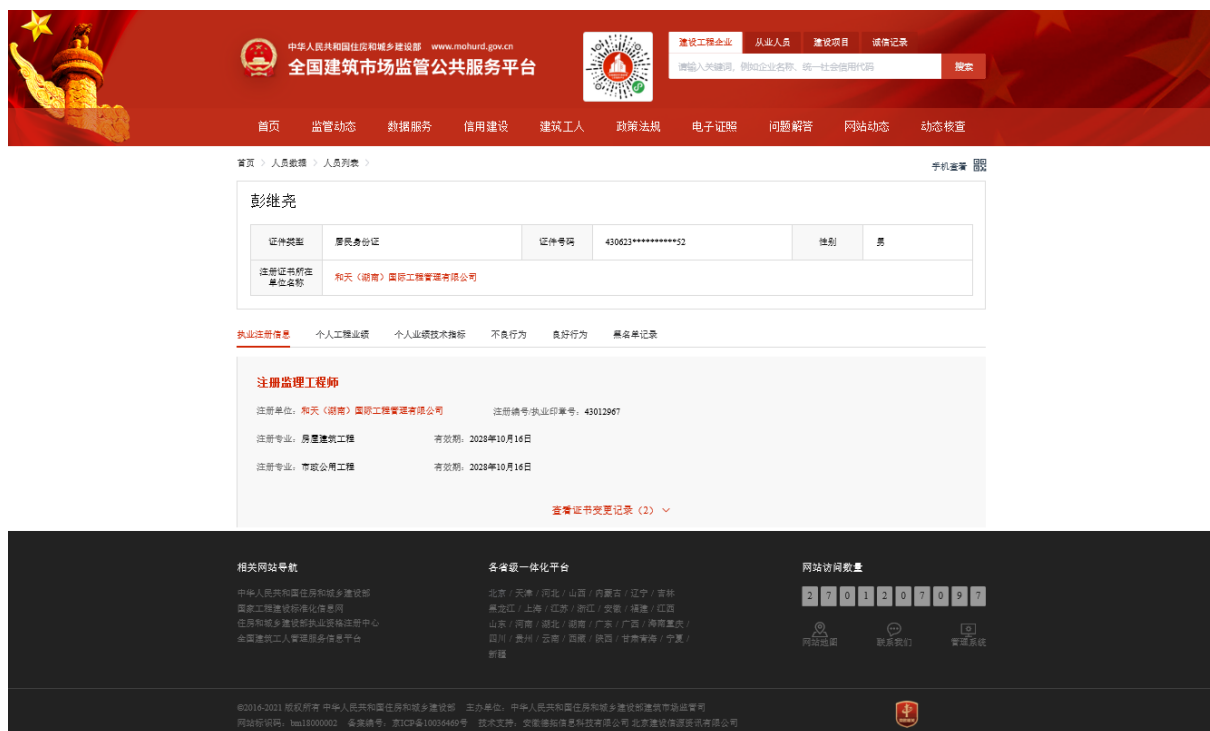 中华人民共和国住房和城乡建设部 www.mohurd.gov.cn
全国建筑市场监管公共服务平台
建设工程企业 从业人员 建设项目 诚信记录
请输入关键词，例如企业名称、统一社会信用代码 搜索
首页 监管动态 数据服务 信用建设 建筑工人 政策法规 电子证照 问题解答 网站动态 动态核查
首页 > 人员数据 > 人员列表 >
手机查看
彭继尧
证件类型 居民身份证 证件号码 430623**********52 性别 男
注册证书所在
单位名称 和天（湖南）国际工程管理有限公司
执业注册信息 个人工程业绩 个人业绩技术指标 不良行为 良好行为 黑名单记录
注册监理工程师
注册单位：和天（湖南）国际工程管理有限公司 注册编号/执业印章号：43012967
注册专业：房屋建筑工程 有效期：2028年10月16日
注册专业：市政公用工程 有效期：2028年10月16日
查看证书变更记录（2）
相关网站导航
中华人民共和国住房和城乡建设部
国家工程建设标准化信息网
住房和城乡建设部执业资格注册中心
全国建筑工人管理服务信息平台
各省级一体化平台
北京 / 天津 / 河北 / 山西 / 内蒙古 / 辽宁 / 吉林
黑龙江 / 上海 / 江苏 / 浙江 / 安徽 / 福建 / 江西
山东 / 河南 / 湖北 / 湖南 / 广东 / 广西 / 海南重庆 /
四川 / 贵州 / 云南 / 西藏 / 陕西 / 甘肃青海 / 宁夏 /
新疆
网站访问数量
2 7 0 1 2 0 7 0 9 7
网站地图 联系我们 管理系统
©2016-2021 版权所有 中华人民共和国住房和城乡建设部 主办单位：中华人民共和国住房和城乡建设部建筑市场监管司
网站标识码：bm18000002 备案编号：京ICP备10036469号 技术支持：安徽德拓信息科技有限公司 北京建设信源资讯有限公司